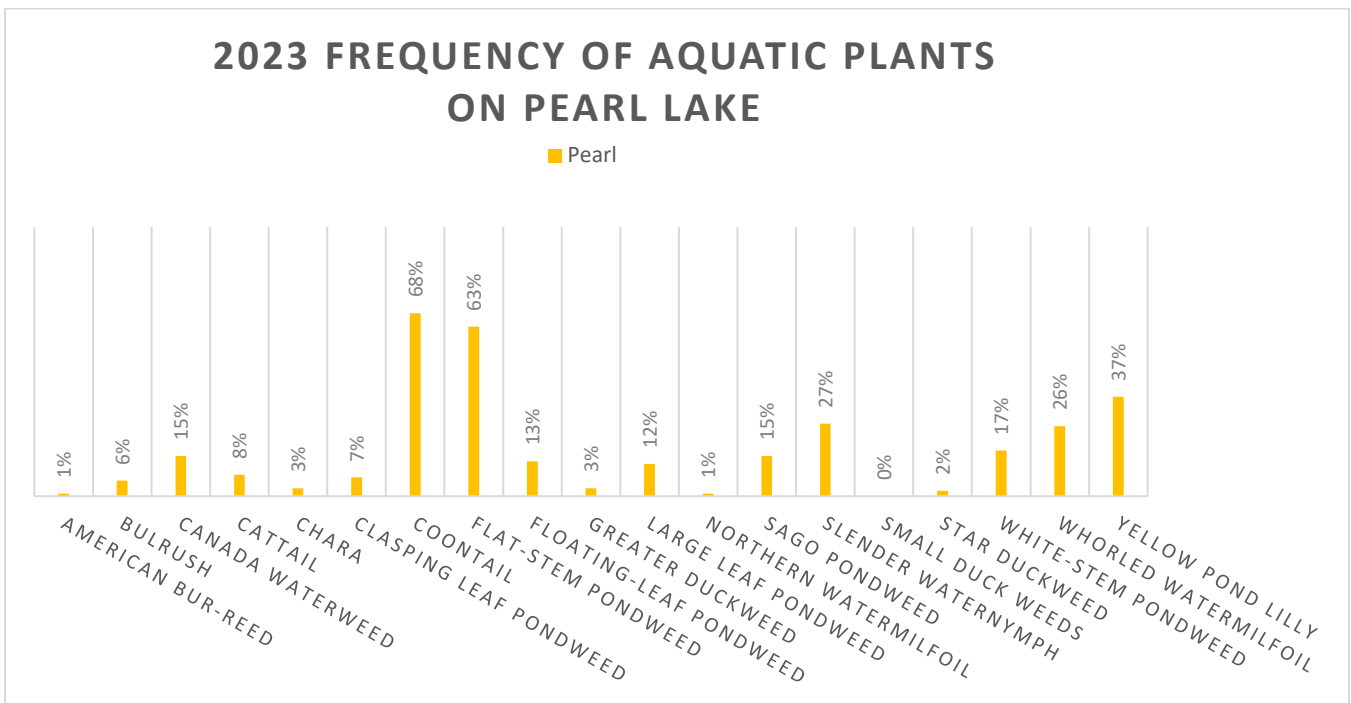 2023 FREQUENCY OF AQUATIC PLANTS
ON PEARL LAKE
Pearl
1%
6%
15%
8%
3%
7%
68%
63%
13%
3%
12%
1%
15%
27%
0%
2%
17%
26%
37%
AMERICAN BUR-REED
BULRUSH
CANADA WATERWEED
CATTAIL
CHARA
CLASPING LEAF PONDWEED
COONTAIL
FLAT-STEM PONDWEED
FLOATING-LEAF PONDWEED
GREATER DUCKWEED
LARGE LEAF PONDWEED
NORTHERN WATERMILFOIL
SAGO PONDWEED
SLENDER WATERNYMPH
SMALL DUCK WEEDS
STAR DUCKWEED
WHITE-STEM PONDWEED
WHORLED WATERMILFOIL
YELLOW POND LILLY